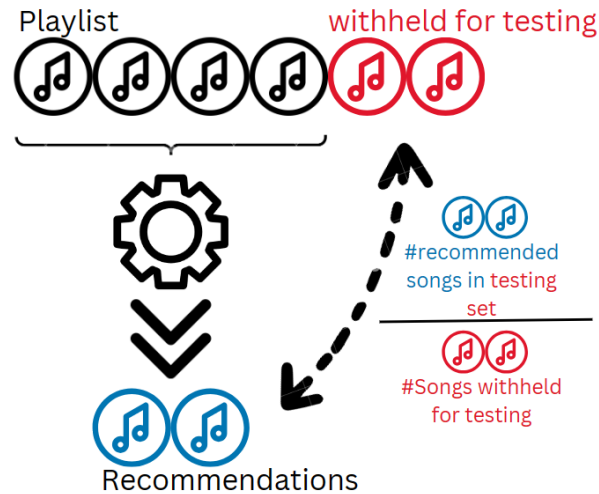 Playlist
withheld for testing
#recommended
songs in testing
set
#Songs withheld
for testing
Recommendations